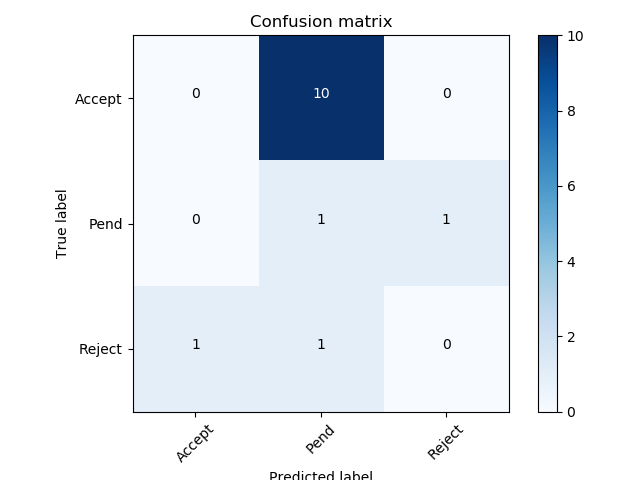 Confusion matrix
10
Accept
0 10 0
8
6
True label
Pend
0 1 1
4
2
Reject
1 1 0
0
Accept
Pend
Reject
Predicted label